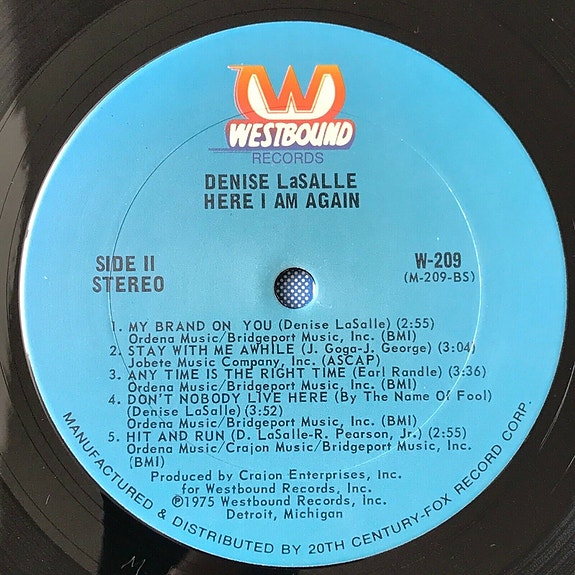 W
WESTBOUND
RECORDS
DENISE LaSALLE
HERE I AM AGAIN
SIDE II
STEREO
W-209
(M-209-BS)
1. MY BRAND ON YOU (Denise LaSalle) (2:55)
Ordena Music/Bridgeport Music, Inc. (BMI)
2. STAY WITH ME AWHILE (J. Goga-J. George) (3:04)
Jobete Music Company, Inc. (ASCAP)
3. ANY TIME IS THE RIGHT TIME (Earl Randle) (3:36)
Ordena Music/Bridgeport Music, Inc. (BMI)
4. DON'T NOBODY LIVE HERE (By The Name Of Fool)
(Denise LaSalle) (3:52)
Ordena Music/Bridgeport Music, Inc. (BMI)
5. HIT AND RUN (D. LaSalle-R. Pearson, Jr.) (2:55)
Ordena Music/Crajon Music/Bridgeport Music, Inc.
(BMI)
Produced by Crajon Enterprises, Inc.
for Westbound Records, Inc.
℗1975 Westbound Records, Inc.
Detroit, Michigan
MANUFACTURED & DISTRIBUTED BY 20TH CENTURY-FOX RECORD CORP.